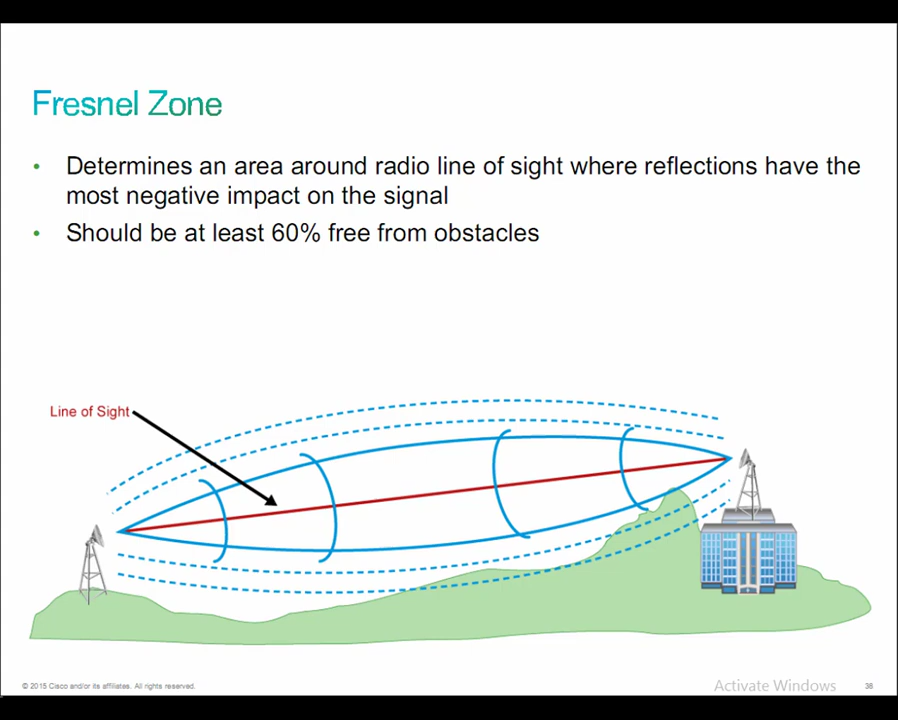 Fresnel Zone
• Determines an area around radio line of sight where reflections have the
most negative impact on the signal
• Should be at least 60% free from obstacles
Line of Sight
© 2015 Cisco and/or its affiliates. All rights reserved.
Activate Windows
36